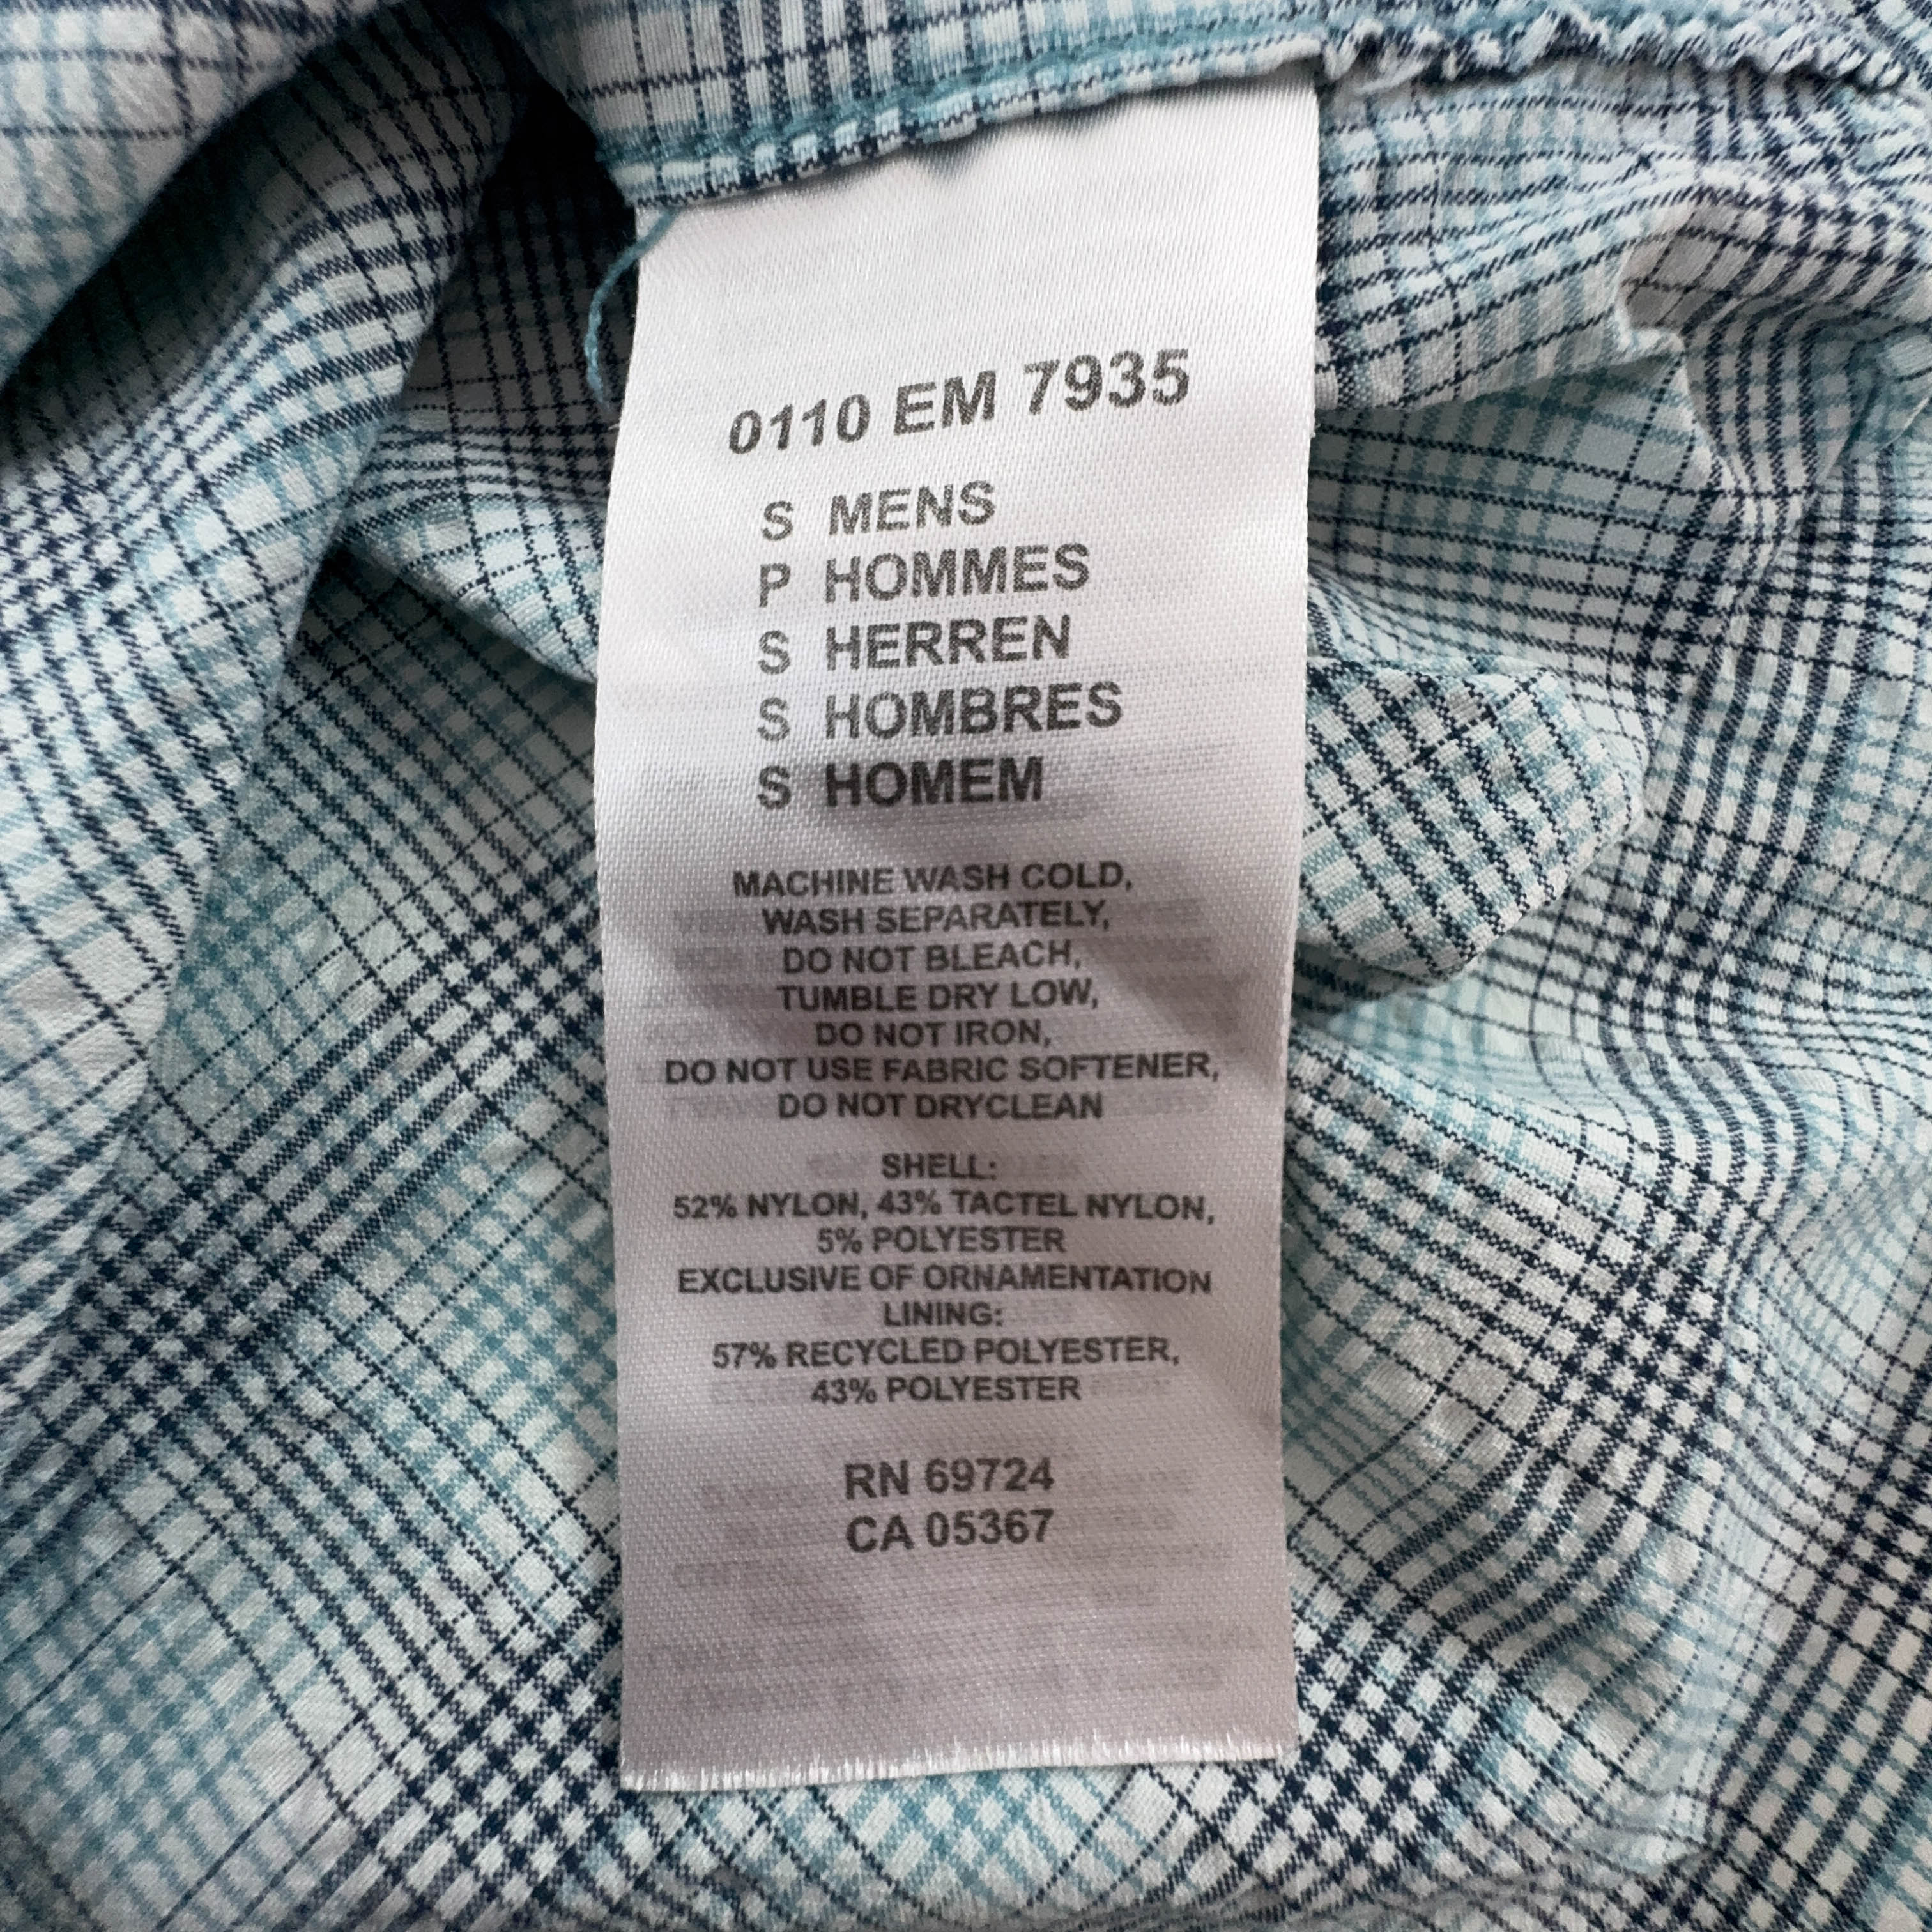 0110 EM 7935
S MENS
P HOMMES
S HERREN
S HOMBRES
S HOMEM
MACHINE WASH COLD,
WASH SEPARATELY,
DO NOT BLEACH,
TUMBLE DRY LOW,
DO NOT IRON,
DO NOT USE FABRIC SOFTENER,
DO NOT DRYCLEAN
SHELL:
52% NYLON, 43% TACTEL NYLON,
5% POLYESTER
EXCLUSIVE OF ORNAMENTATION
LINING:
57% RECYCLED POLYESTER,
43% POLYESTER
RN 69724
CA 05367